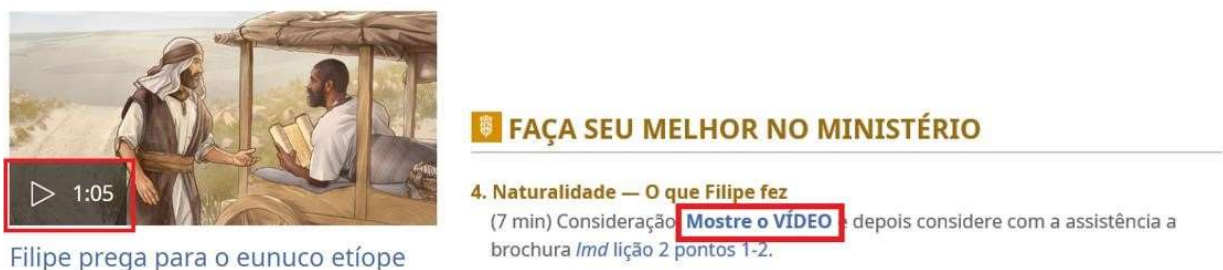 1:05
Filipe prega para o eunuco etíope
FAÇA SEU MELHOR NO MINISTÉRIO
4. Naturalidade — O que Filipe fez
(7 min) Consideração. Mostre o VÍDEO e depois considere com a assistência a
brochura lmd lição 2 pontos 1-2.